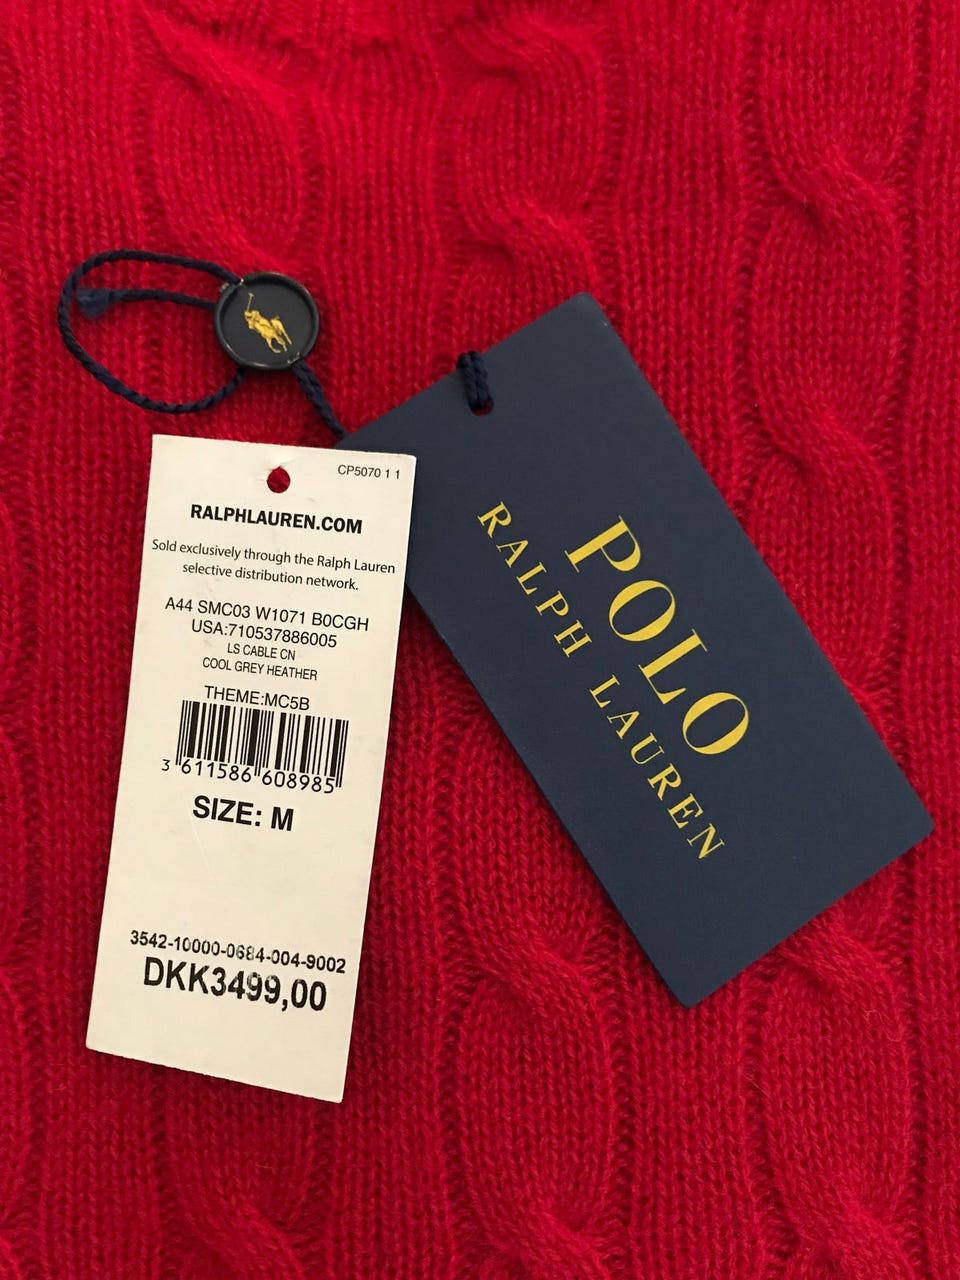 CP5070 1 1
RALPHLAUREN.COM
Sold exclusively through the Ralph Lauren
selective distribution network.
A44 SMC03 W1071 B0CGH
USA:710537886005
LS CABLE CN
COOL GREY HEATHER
THEME:MC5B
3 611586 608985
SIZE: M
3542-10000-0684-004-9002
DKK3499,00
POLO
RALPH LAUREN